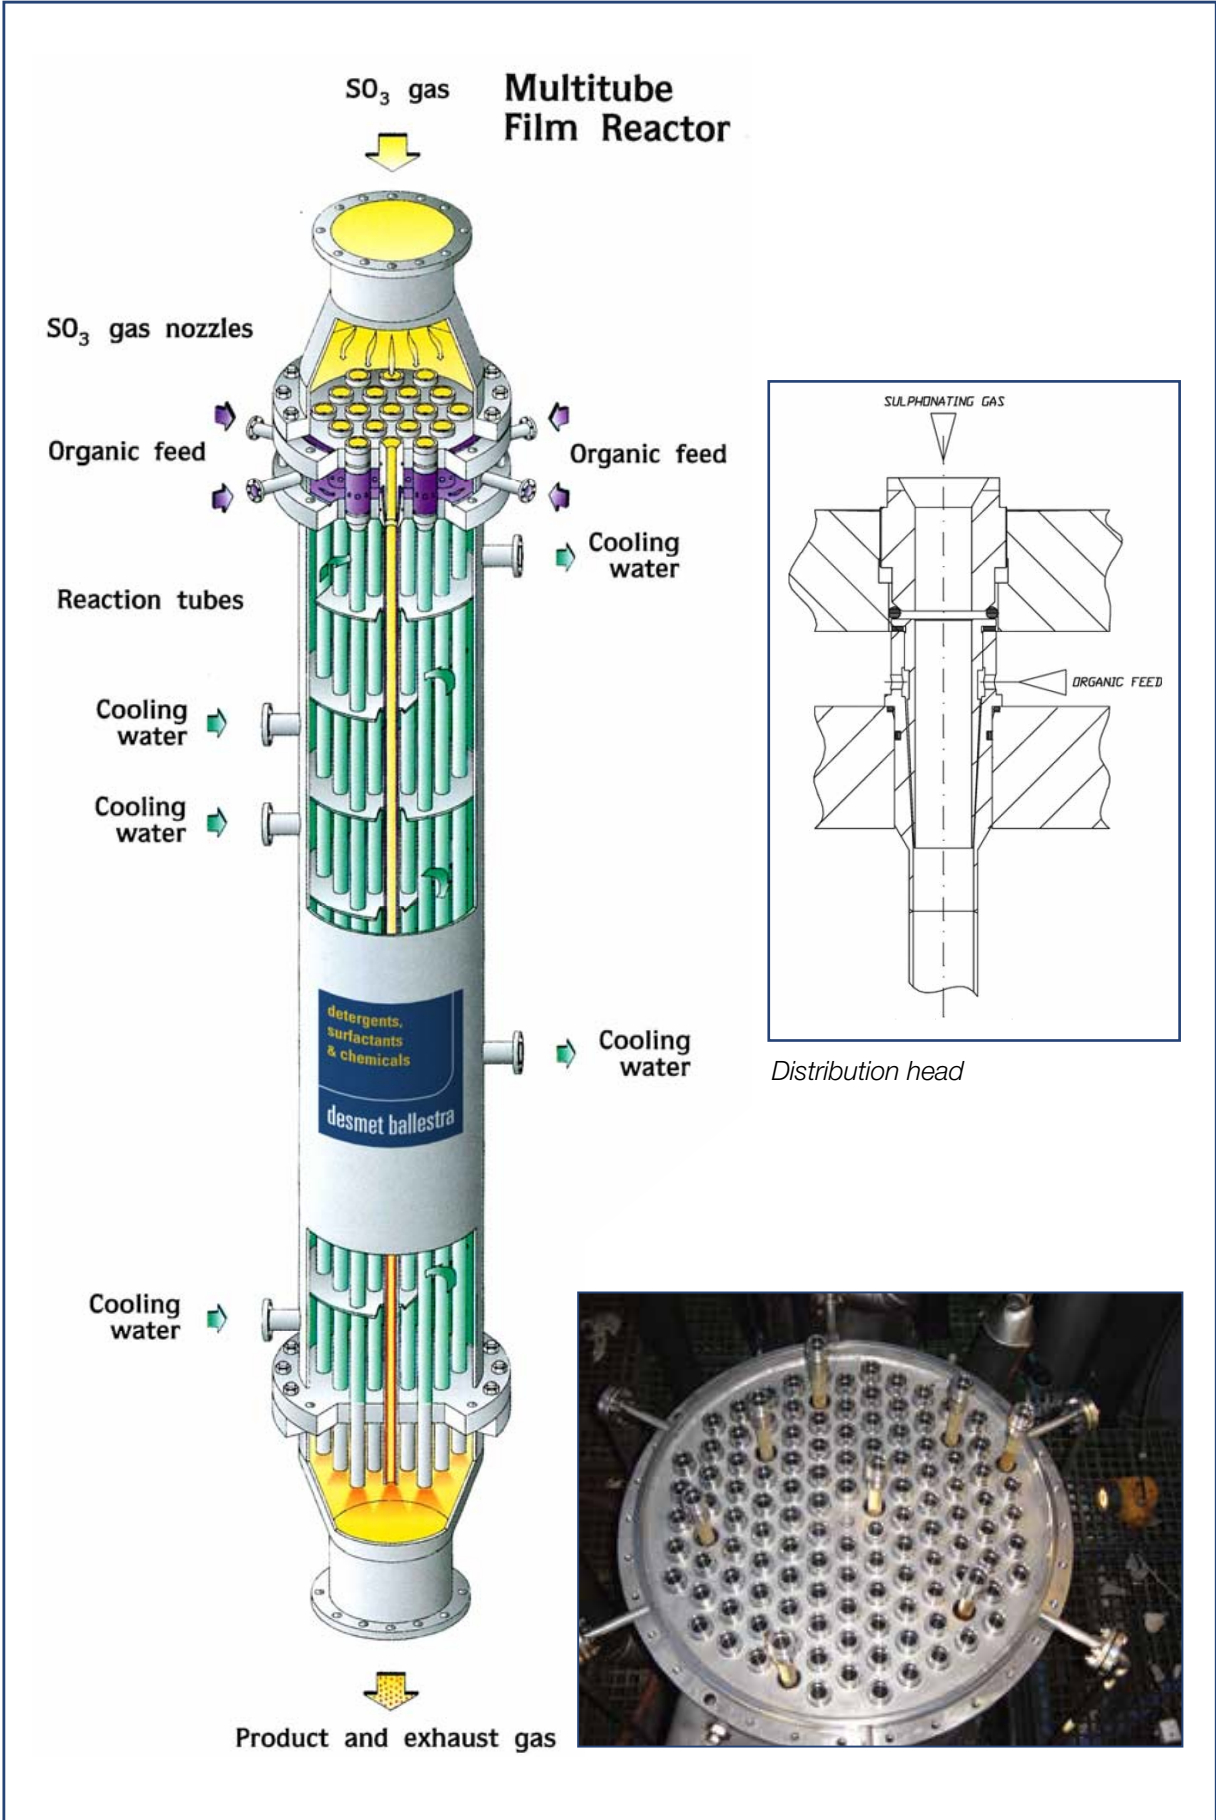 SO₃ gas
Multitube
Film Reactor
SO₃ gas nozzles
Organic feed
Organic feed
Cooling
water
Reaction tubes
Cooling
water
Cooling
water
detergents,
surfactants
& chemicals
desmet ballestra
Cooling
water
Cooling
water
Product and exhaust gas
SULPHONATING GAS
ORGANIC FEED
Distribution head